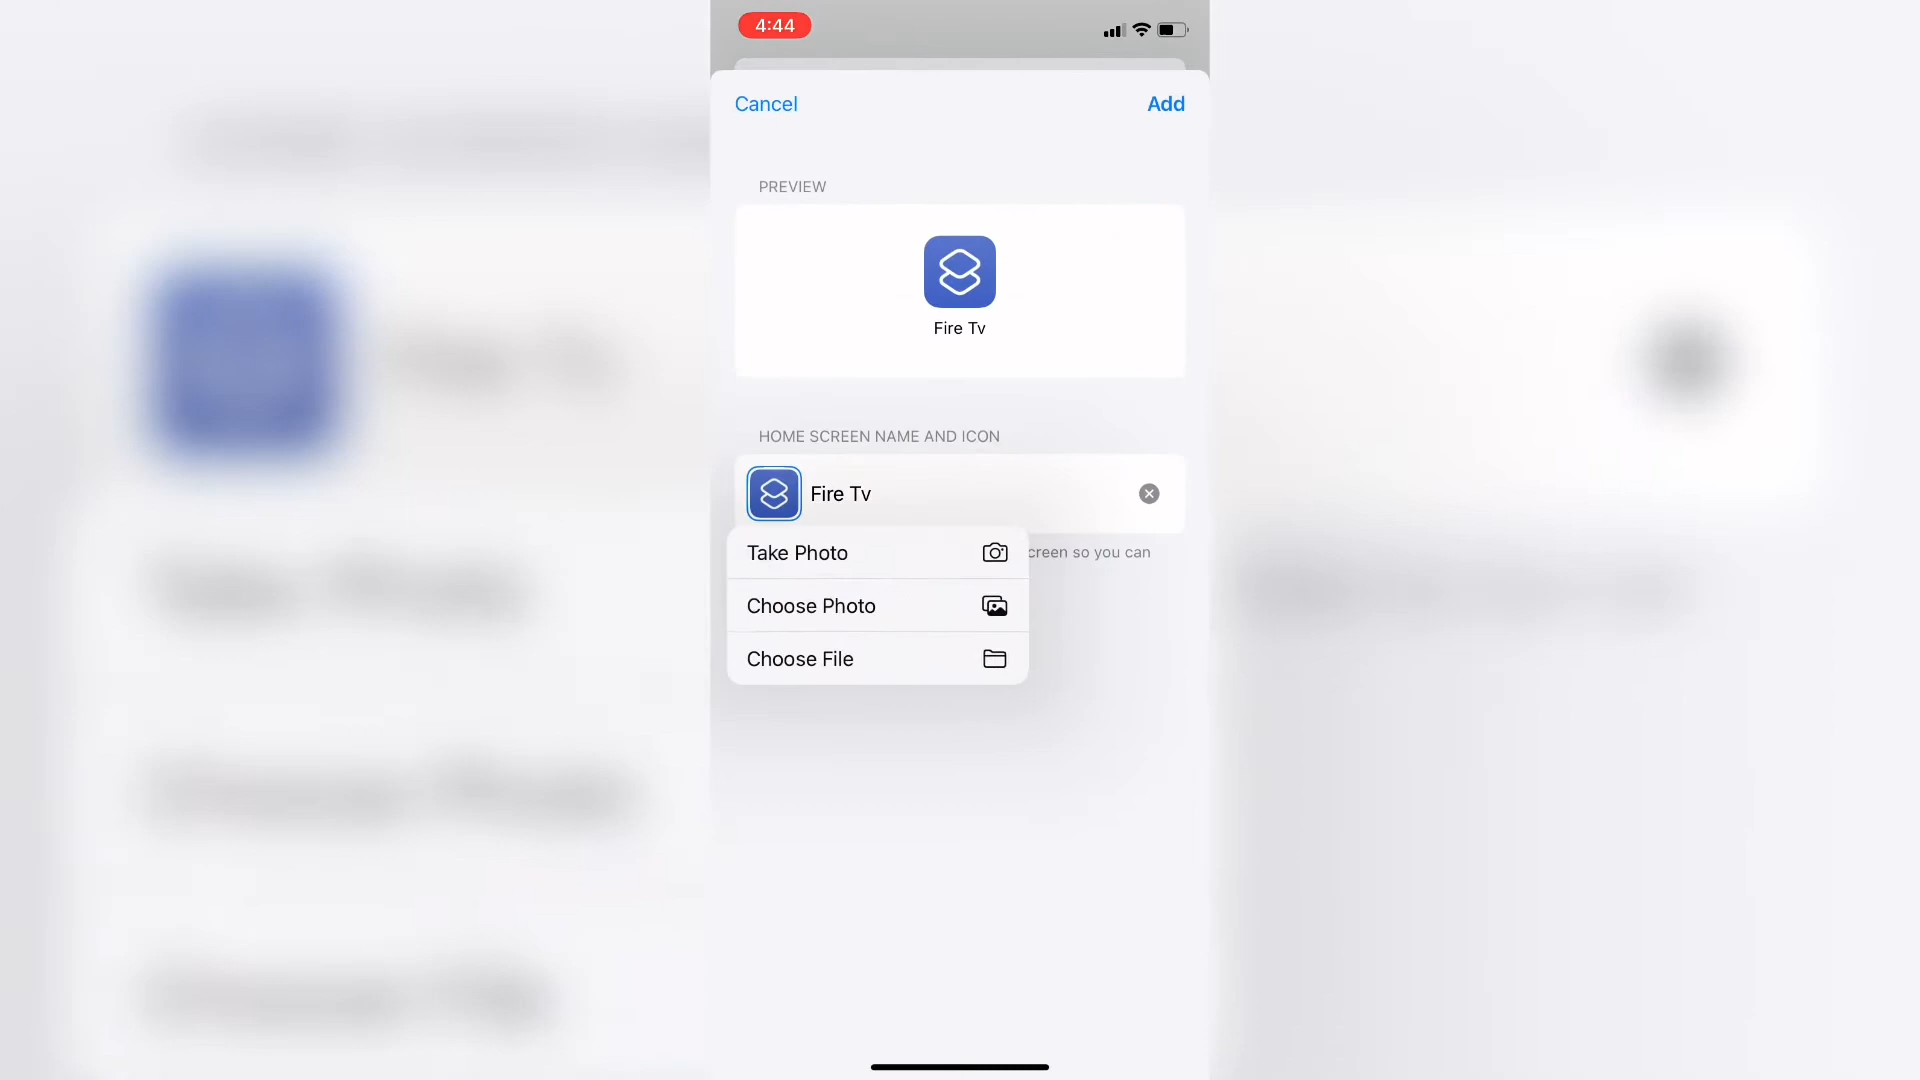 4:44
Cancel
Add
PREVIEW
Fire Tv
HOME SCREEN NAME AND ICON
Fire Tv
Take Photo
creen so you can
Choose Photo
Choose File